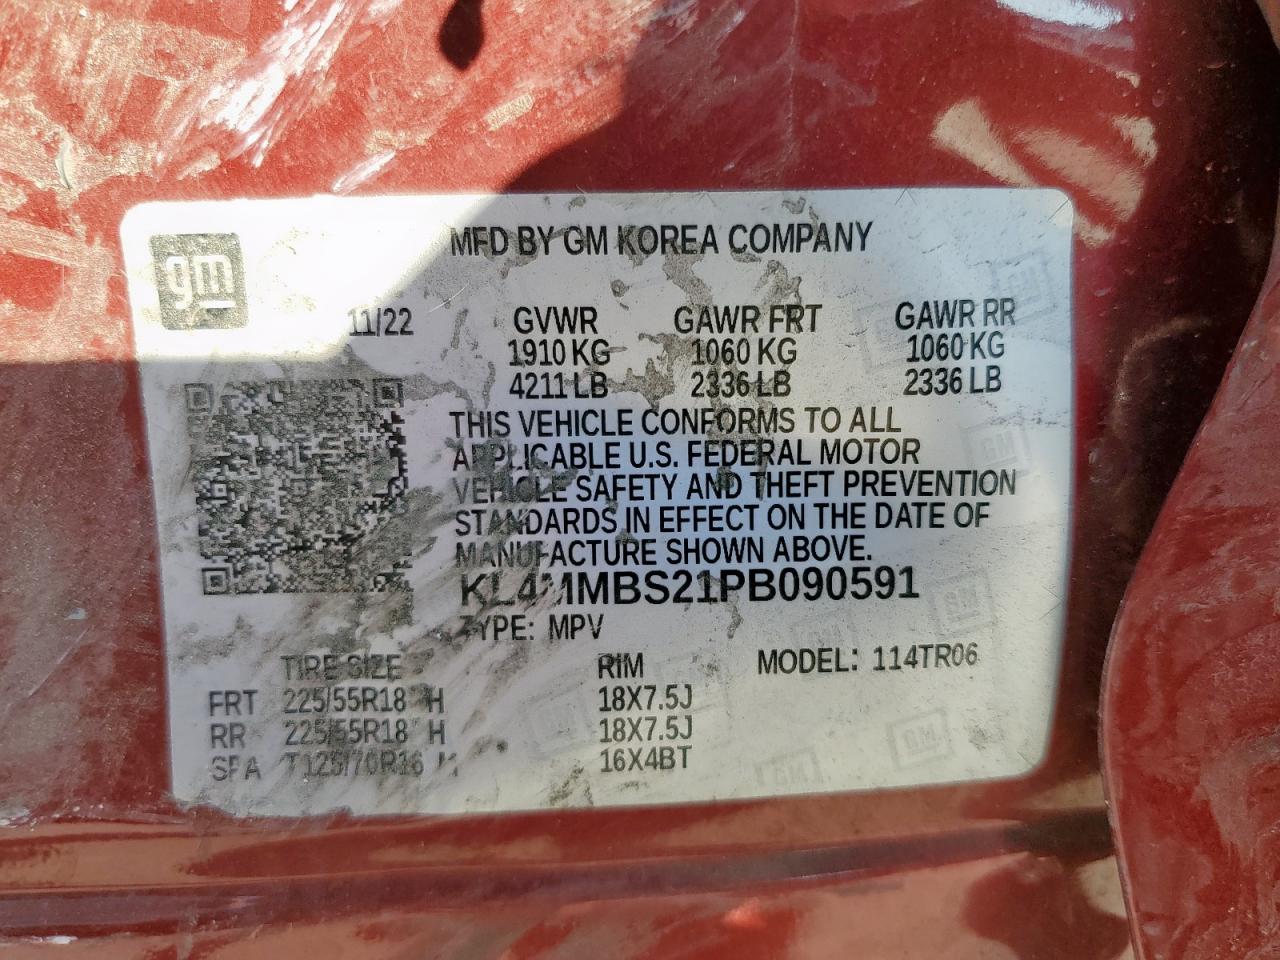 gm
MFD BY GM KOREA COMPANY
11/22 GVWR GAWR FRT GAWR RR
1910 KG 1060 KG 1060 KG
4211 LB 2336 LB 2336 LB
THIS VEHICLE CONFORMS TO ALL
APPLICABLE U.S. FEDERAL MOTOR
VEHICLE SAFETY AND THEFT PREVENTION
STANDARDS IN EFFECT ON THE DATE OF
MANUFACTURE SHOWN ABOVE.
KL4MMBS21PB090591
TYPE: MPV
TIRE SIZE RIM MODEL: 114TR06
FRT 225/55R18 H 18X7.5J
RR 225/55R18 H 18X7.5J
SPA T125/70R16 M 16X4BT